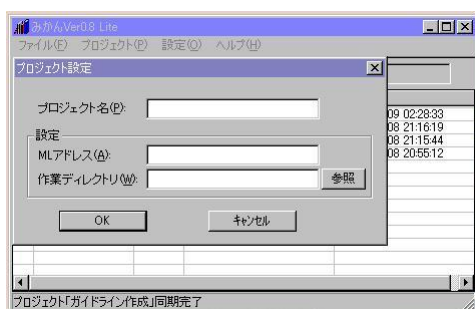 みかんVer0.8 Lite
ファイル(F) プロジェクト(P) 設定(O) ヘルプ(H)
プロジェクト設定
プロジェクト名(P):
設定
MLアドレス(A):
作業ディレクトリ(W):
参照
OK
キャンセル
09 02:28:33
08 21:16:19
08 21:15:44
08 20:55:12
プロジェクト「ガイドライン作成」同期完了